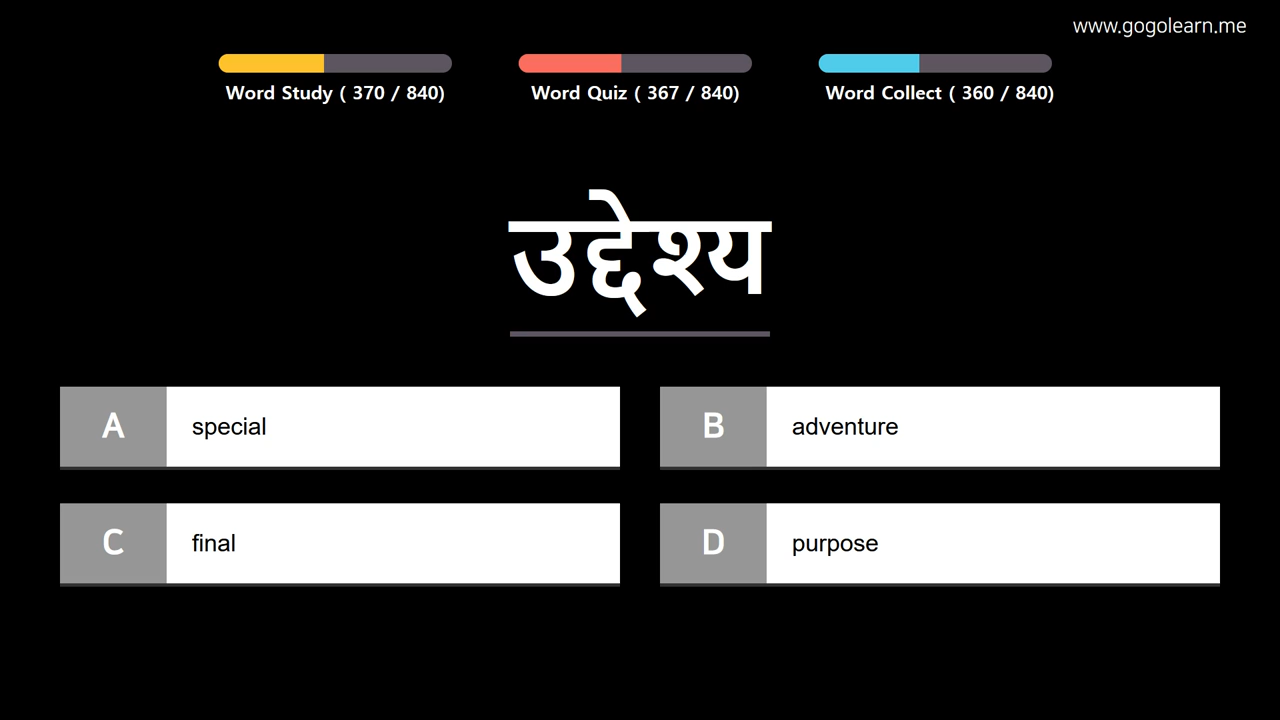 www.gogolearn.me
Word Study ( 370 / 840)
Word Quiz ( 367 / 840)
Word Collect ( 360 / 840)
उद्देश्य
A special
B adventure
C final
D purpose